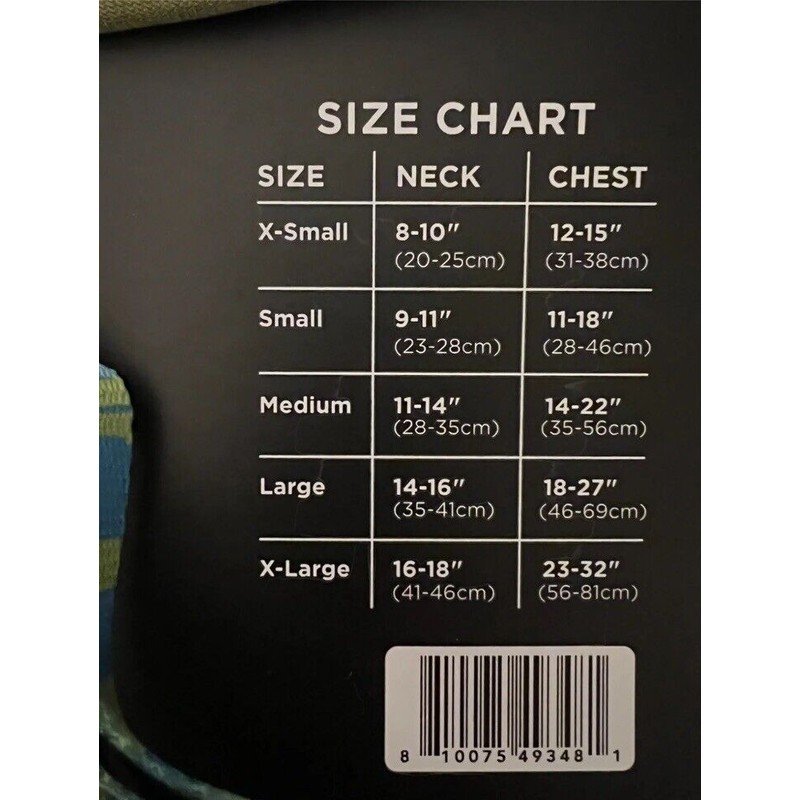 SIZE CHART
SIZE NECK CHEST
X-Small 8-10" 12-15"
(20-25cm) (31-38cm)
Small 9-11" 11-18"
(23-28cm) (28-46cm)
Medium 11-14" 14-22"
(28-35cm) (35-56cm)
Large 14-16" 18-27"
(35-41cm) (46-69cm)
X-Large 16-18" 23-32"
(41-46cm) (56-81cm)
8 10075 49348 1